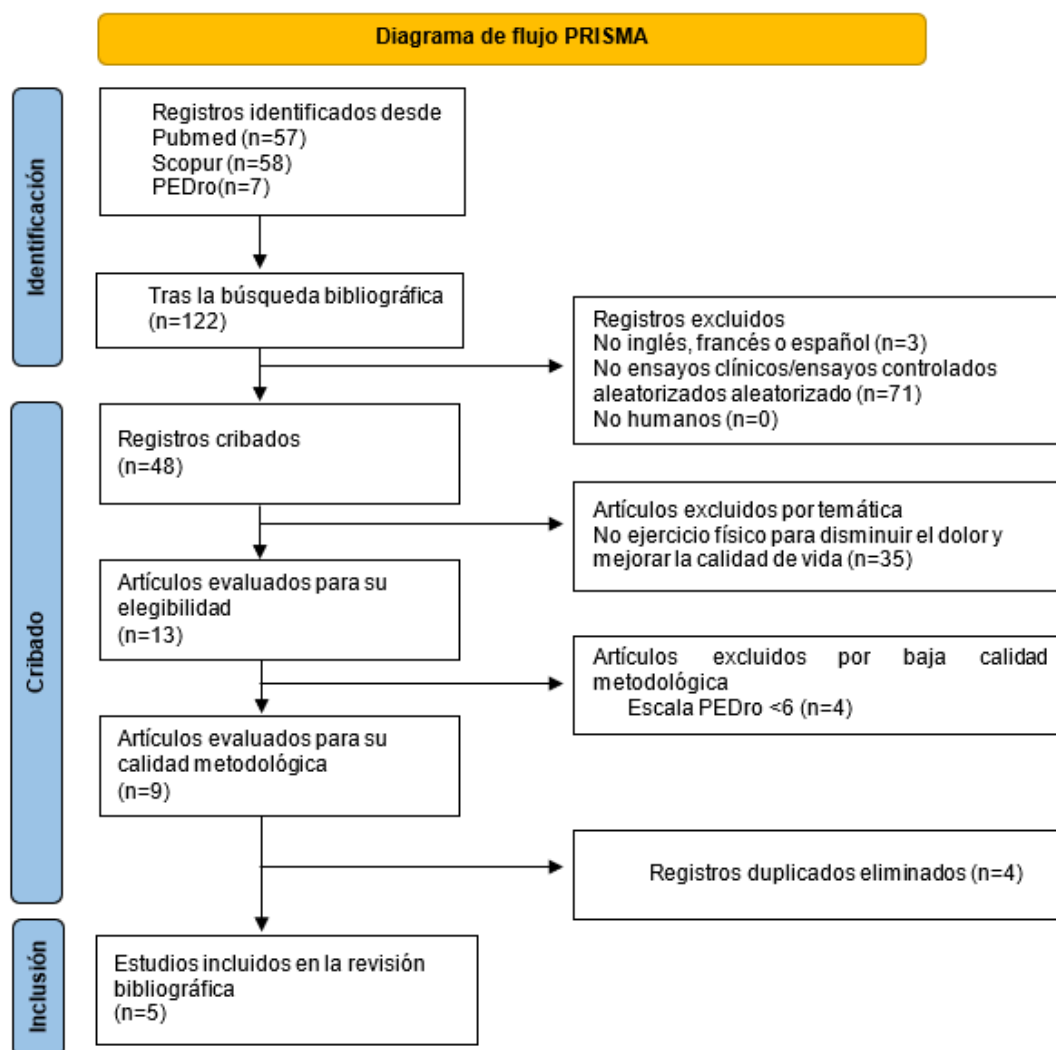 Diagrama de flujo PRISMA
Identificación
Registros identificados desde
Pubmed (n=57)
Scopur (n=58)
PEDro(n=7)
Tras la búsqueda bibliográfica
(n=122)
Registros excluidos
No inglés, francés o español (n=3)
No ensayos clínicos/ensayos controlados
aleatorizados aleatorizado (n=71)
No humanos (n=0)
Cribado
Registros cribados
(n=48)
Artículos excluidos por temática
No ejercicio físico para disminuir el dolor y
mejorar la calidad de vida (n=35)
Artículos evaluados para su
elegibilidad
(n=13)
Artículos excluidos por baja calidad
metodológica
Escala PEDro <6 (n=4)
Artículos evaluados para su
calidad metodológica
(n=9)
Registros duplicados eliminados (n=4)
Inclusión
Estudios incluidos en la revisión
bibliográfica
(n=5)